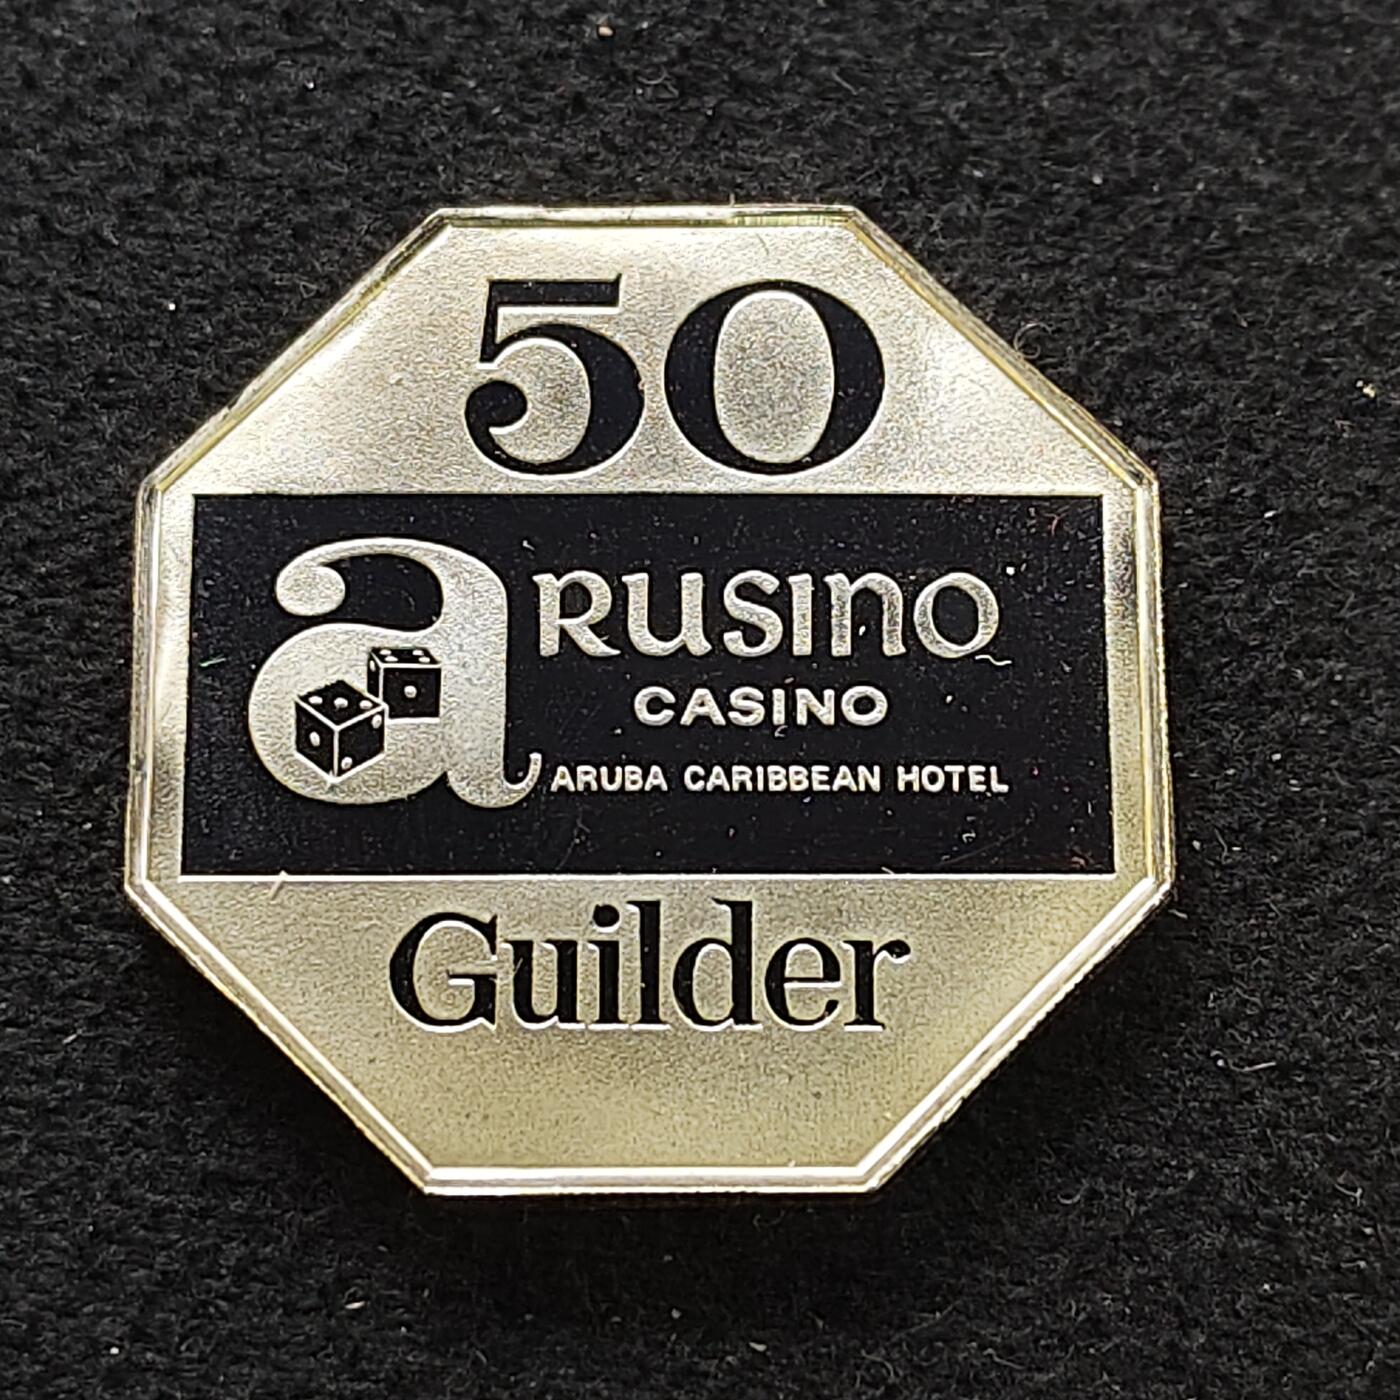 50
aRUSINO
CASINO
ARUBA CARIBBEAN HOTEL
Guilder